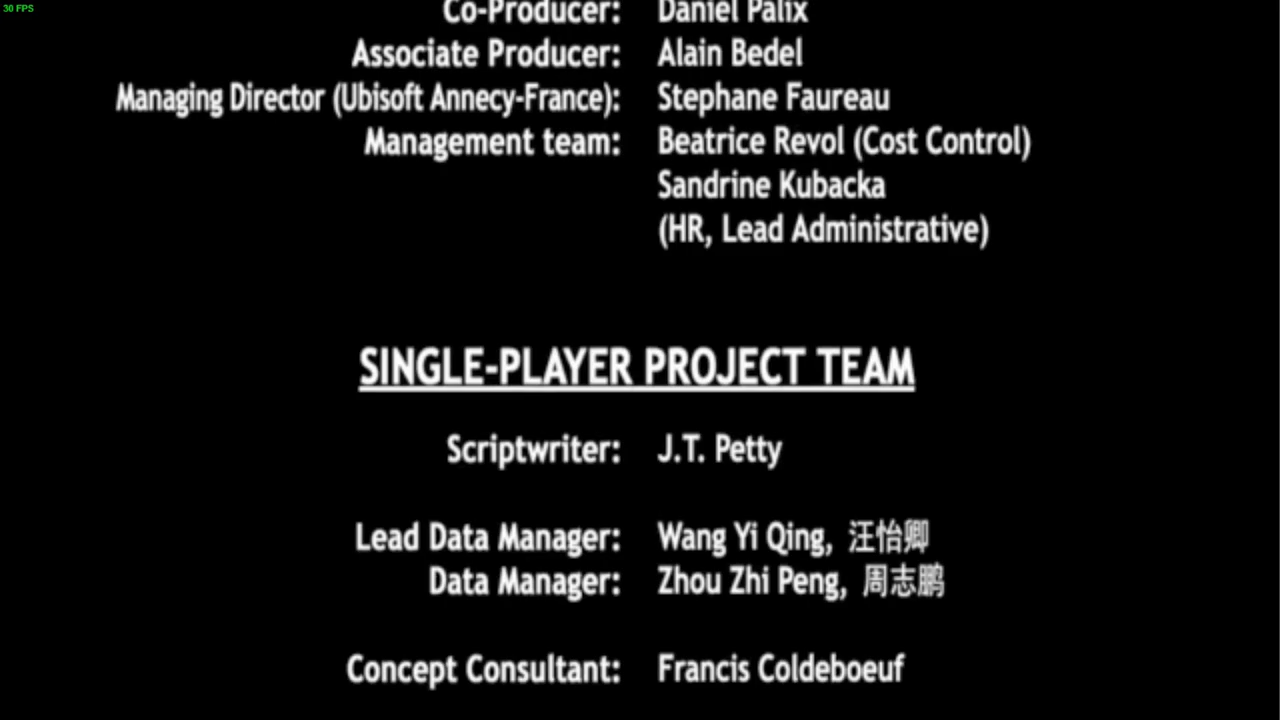 30 FPS
Co-Producer: Daniel Palix
Associate Producer: Alain Bedel
Managing Director (Ubisoft Annecy-France): Stephane Faureau
Management team: Beatrice Revol (Cost Control)
Sandrine Kubacka
(HR, Lead Administrative)
SINGLE-PLAYER PROJECT TEAM
Scriptwriter: J.T. Petty
Lead Data Manager: Wang Yi Qing, 汪怡卿
Data Manager: Zhou Zhi Peng, 周志鹏
Concept Consultant: Francis Coldeboeuf